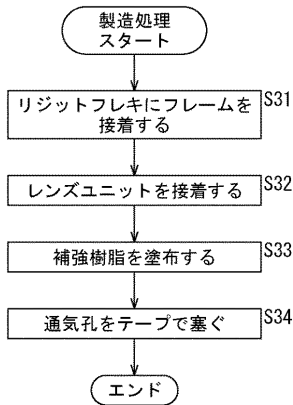 製造処理
スタート
リジットフレキにフレームを
接着する
S31
レンズユニットを接着する
S32
補強樹脂を塗布する
S33
通気孔をテープで塞ぐ
S34
エンド